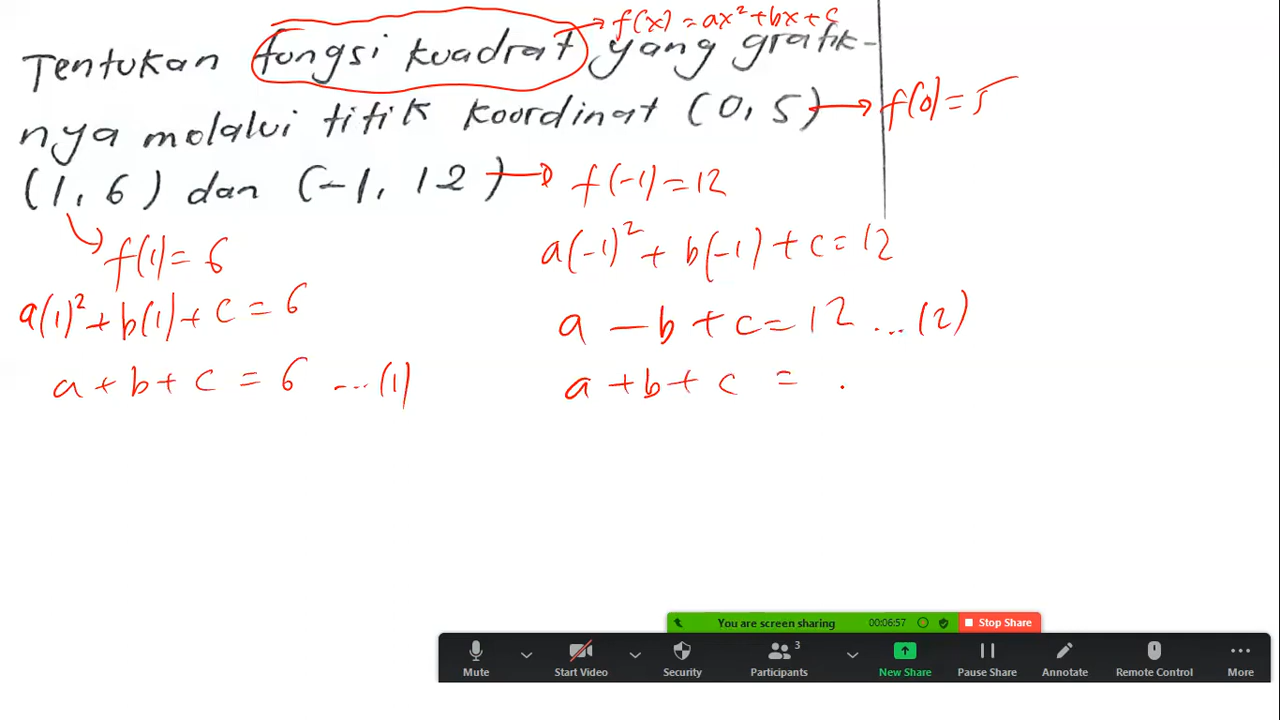 f(x) = ax² + bx + c
Tentukan fungsi kuadrat yang grafik-
nya melalui titik koordinat (0, 5) → f(0) = 5
(1, 6) dan (-1, 12) → f(-1) = 12
f(1) = 6
a(-1)² + b(-1) + c = 12
a(1)² + b(1) + c = 6
a - b + c = 12 ... (2)
a + b + c = 6 ... (1)
a + b + c = .
You are screen sharing 00:06:57 Stop Share
3
Mute Start Video Security Participants New Share Pause Share Annotate Remote Control More